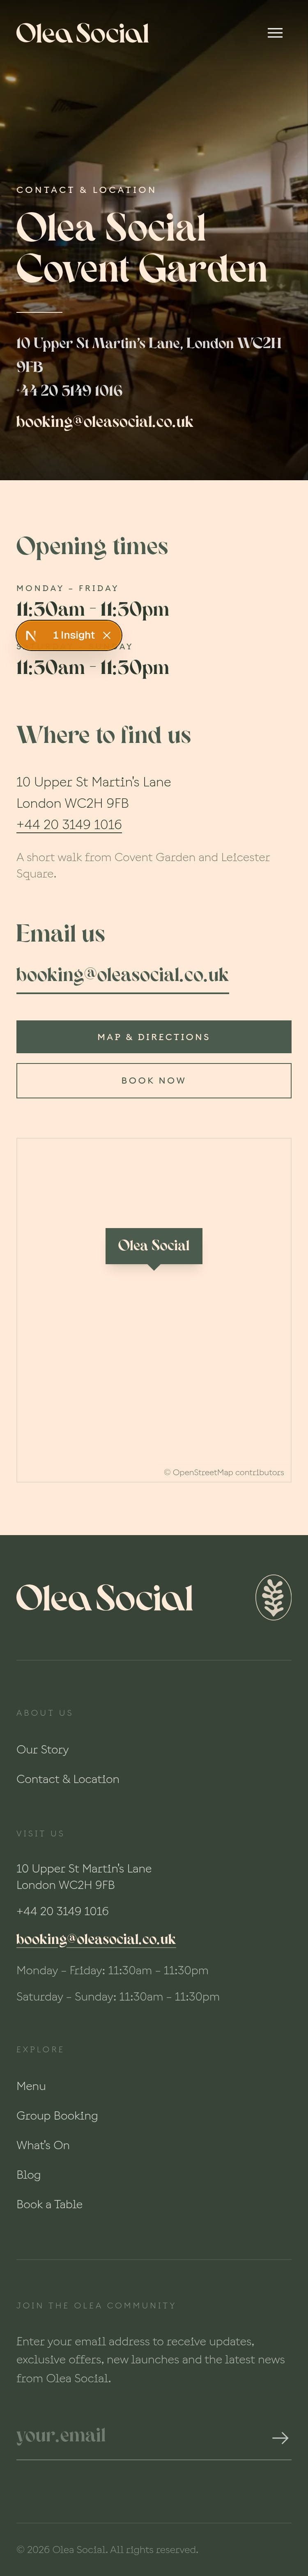 Olea Social
CONTACT & LOCATION
Olea Social
Covent Garden
10 Upper St Martin's Lane, London WC2H
9FB
+44 20 3149 1016
booking@oleasocial.co.uk
Opening times
MONDAY – FRIDAY
11:30am – 11:30pm
1 Insight
11:30am – 11:30pm
Where to find us
10 Upper St Martin's Lane
London WC2H 9FB
+44 20 3149 1016
A short walk from Covent Garden and Leicester
Square.
Email us
booking@oleasocial.co.uk
MAP & DIRECTIONS
BOOK NOW
Olea Social
© OpenStreetMap contributors
Olea Social
ABOUT US
Our Story
Contact & Location
VISIT US
10 Upper St Martin's Lane
London WC2H 9FB
+44 20 3149 1016
booking@oleasocial.co.uk
Monday – Friday: 11:30am – 11:30pm
Saturday – Sunday: 11:30am – 11:30pm
EXPLORE
Menu
Group Booking
What's On
Blog
Book a Table
JOIN THE OLEA COMMUNITY
Enter your email address to receive updates,
exclusive offers, new launches and the latest news
from Olea Social.
your.email
© 2026 Olea Social. All rights reserved.